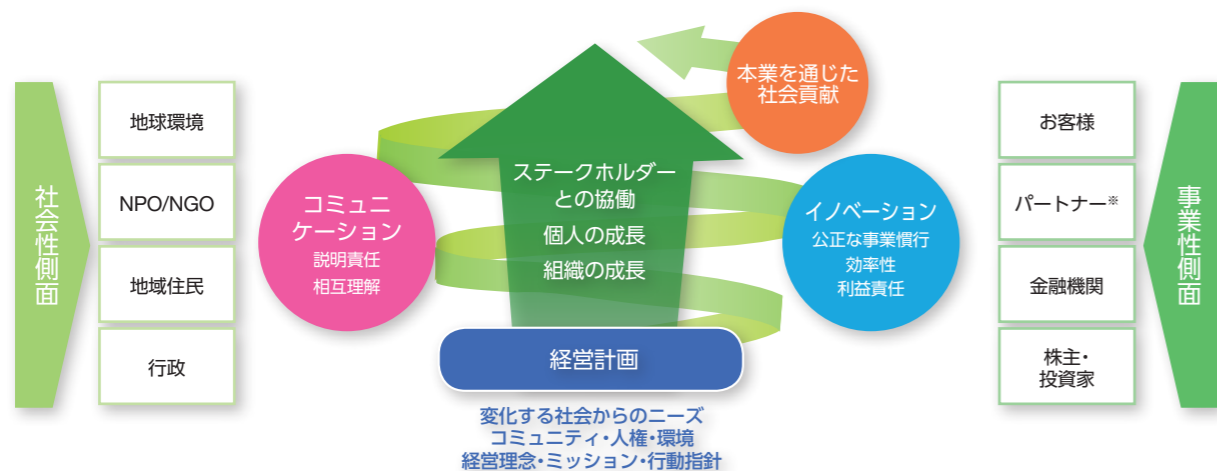 社会性側面
地球環境
NPO/NGO
地域住民
行政
コミュニ
ケーション
説明責任
相互理解
ステークホルダー
との協働
個人の成長
組織の成長
本業を通じた
社会貢献
イノベーション
公正な事業慣行
効率性
利益責任
経営計画
変化する社会からのニーズ
コミュニティ・人権・環境
経営理念・ミッション・行動指針
お客様
パートナー※
金融機関
株主・
投資家
事業性側面